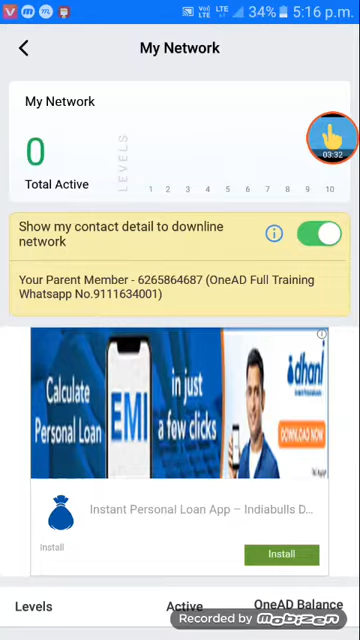 Vo)
LTE LTE 34% 5:16 p.m.
My Network
My Network
0
Total Active
LEVELS
1 2 3 4 5 6 7 8 9 10
03:32
Show my contact detail to downline
network
Your Parent Member - 6265864687 (OneAD Full Training
Whatsapp No.9111634001)
Calculate
Personal Loan
EMI
in just
a few clicks
dhani
DOWNLOAD NOW
Instant Personal Loan App – Indiabulls D...
Install
Install
Levels Active OneAD Balance
Recorded by mobizen